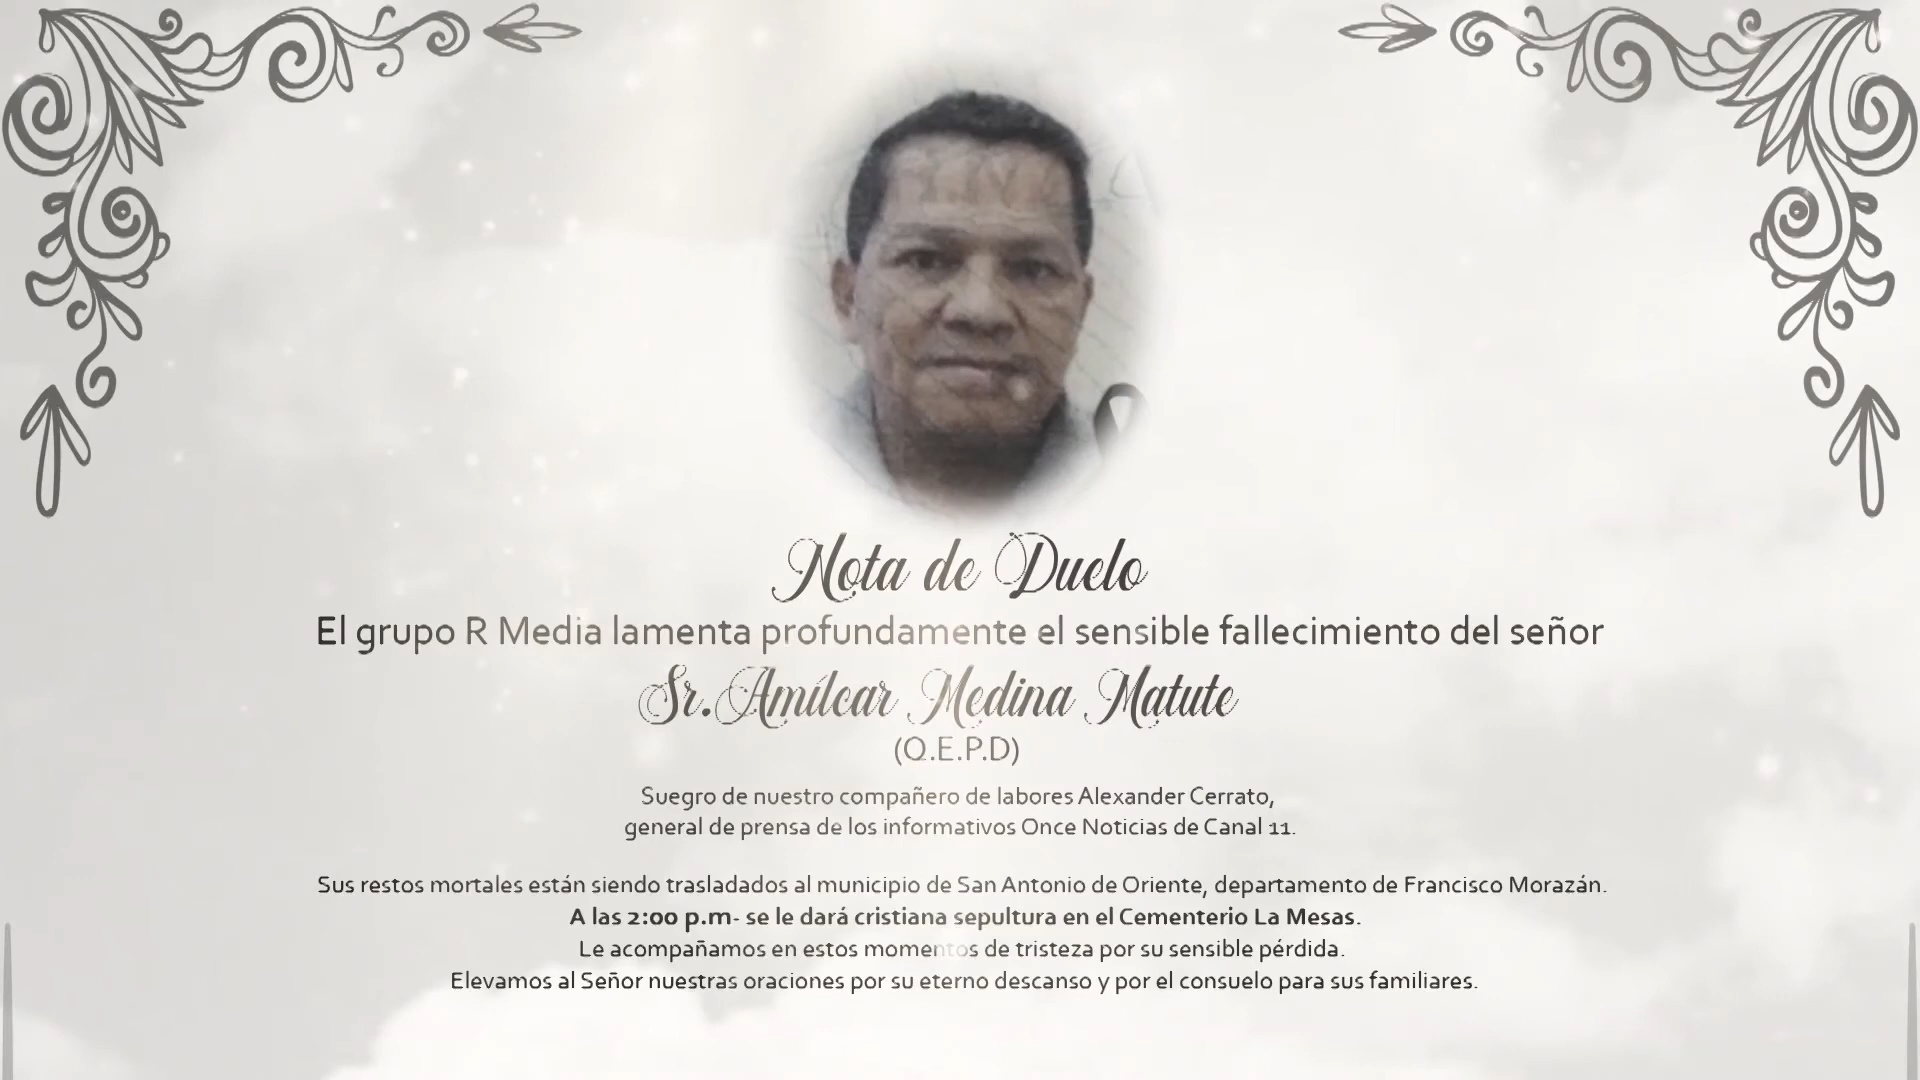 Nota de Duelo
El grupo R Media lamenta profundamente el sensible fallecimiento del señor
Sr. Amílcar Medina Matute
(Q.E.P.D)
Suegro de nuestro compañero de labores Alexander Cerrato,
general de prensa de los informativos Once Noticias de Canal 11.
Sus restos mortales están siendo trasladados al municipio de San Antonio de Oriente, departamento de Francisco Morazán.
A las 2:00 p.m- se le dará cristiana sepultura en el Cementerio La Mesas.
Le acompañamos en estos momentos de tristeza por su sensible pérdida.
Elevamos al Señor nuestras oraciones por su eterno descanso y por el consuelo para sus familiares.